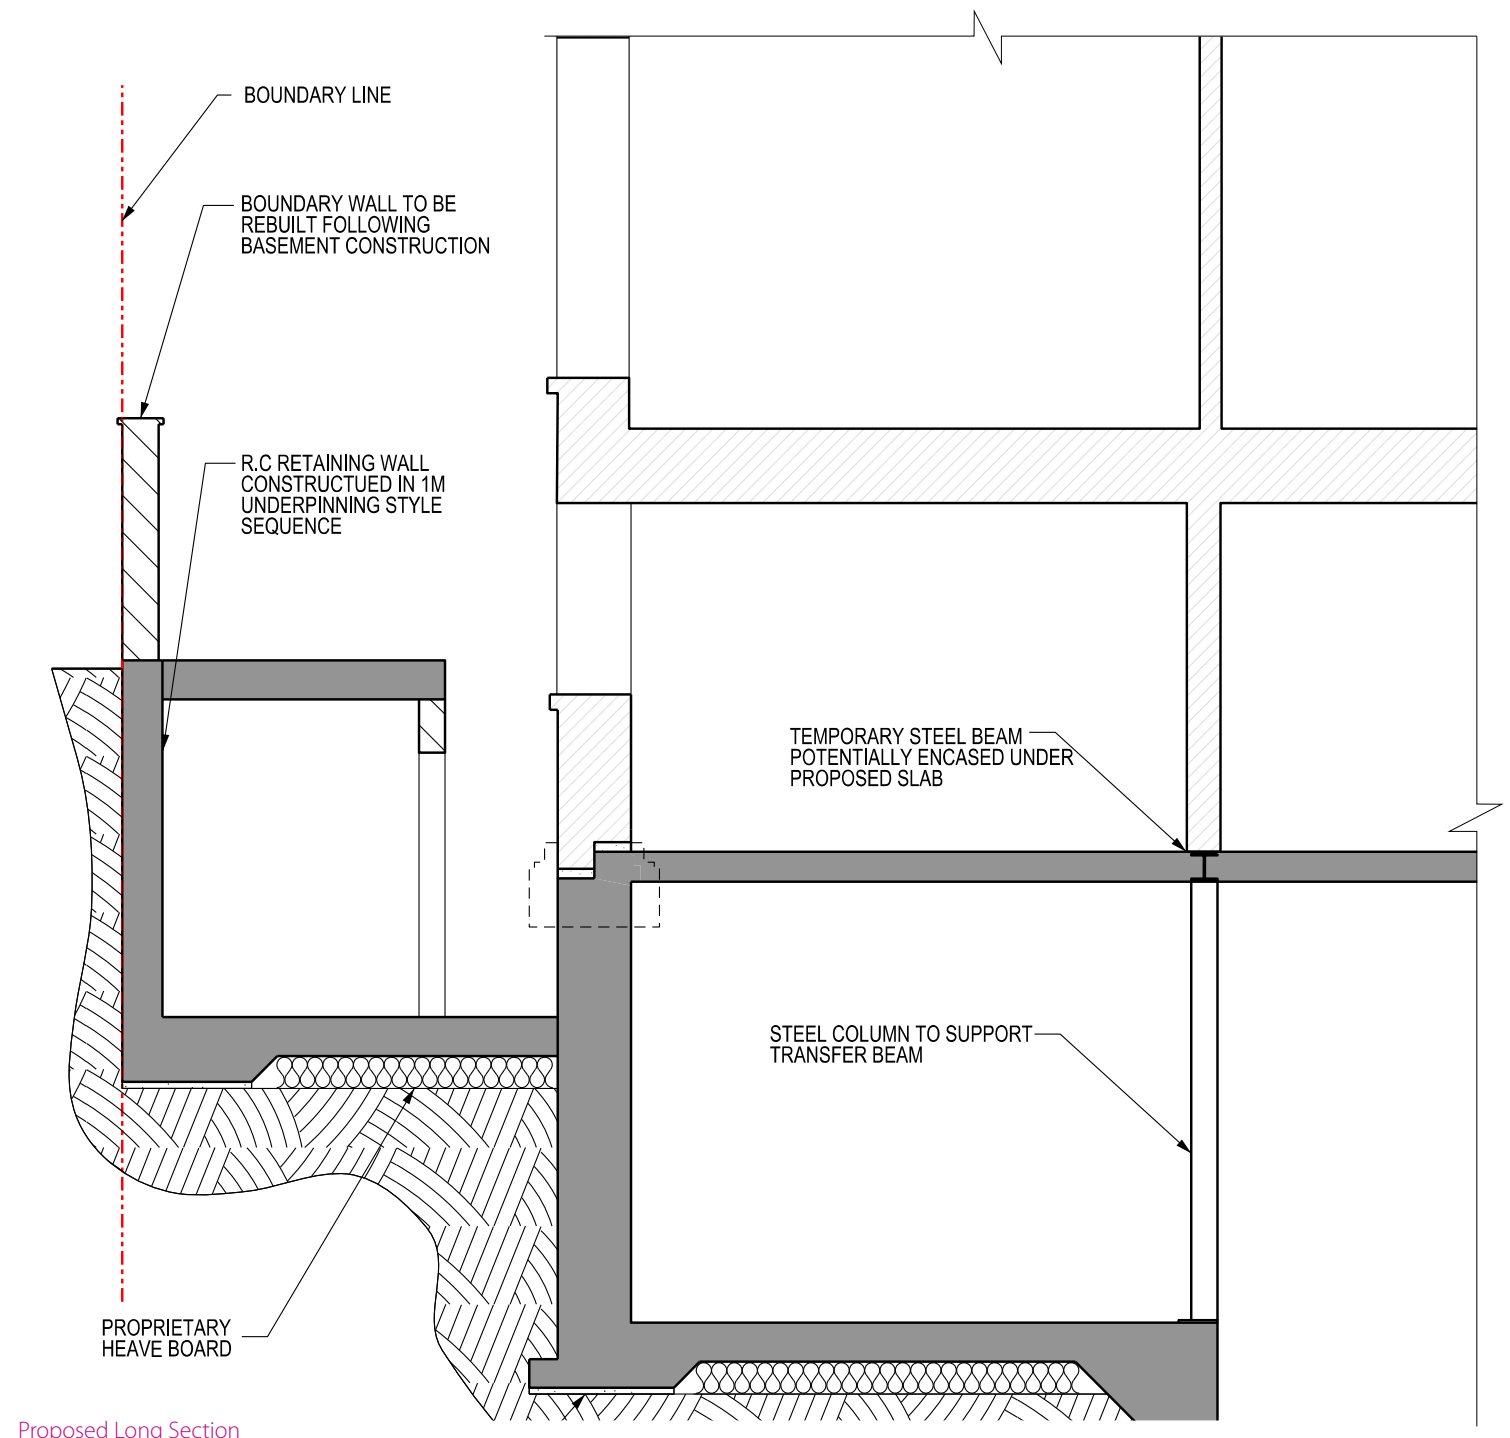 BOUNDARY LINE
BOUNDARY WALL TO BE
REBUILT FOLLOWING
BASEMENT CONSTRUCTION
R.C RETAINING WALL
CONSTRUCTUED IN 1M
UNDERPINNING STYLE
SEQUENCE
TEMPORARY STEEL BEAM
POTENTIALLY ENCASED UNDER
PROPOSED SLAB
STEEL COLUMN TO SUPPORT
TRANSFER BEAM
PROPRIETARY
HEAVE BOARD
Proposed Long Section